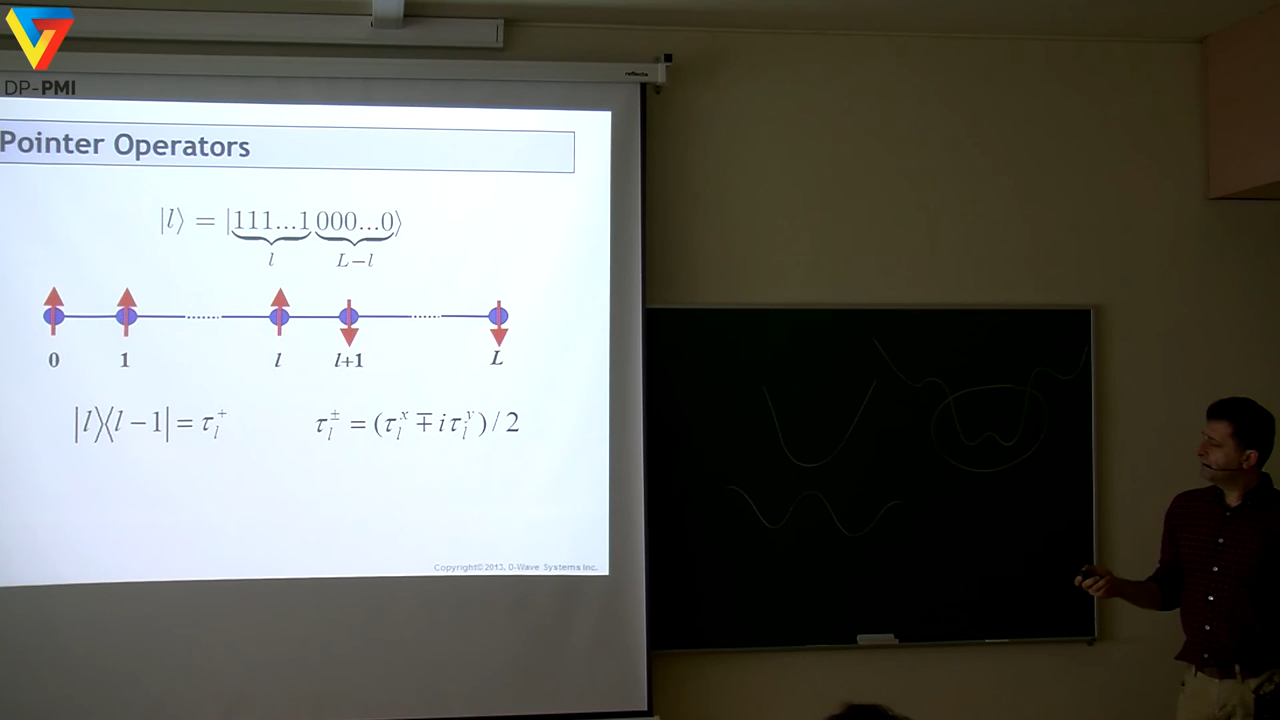 DP-PMI
reflecta
Pointer Operators
|l⟩ = |111...1 000...0⟩
l L−l
0 1 l l+1 L
|l⟩⟨l−1| = τ_l^+ τ_l^± = (τ_l^x ∓ iτ_l^y) / 2
Copyright© 2013, D-Wave Systems Inc.